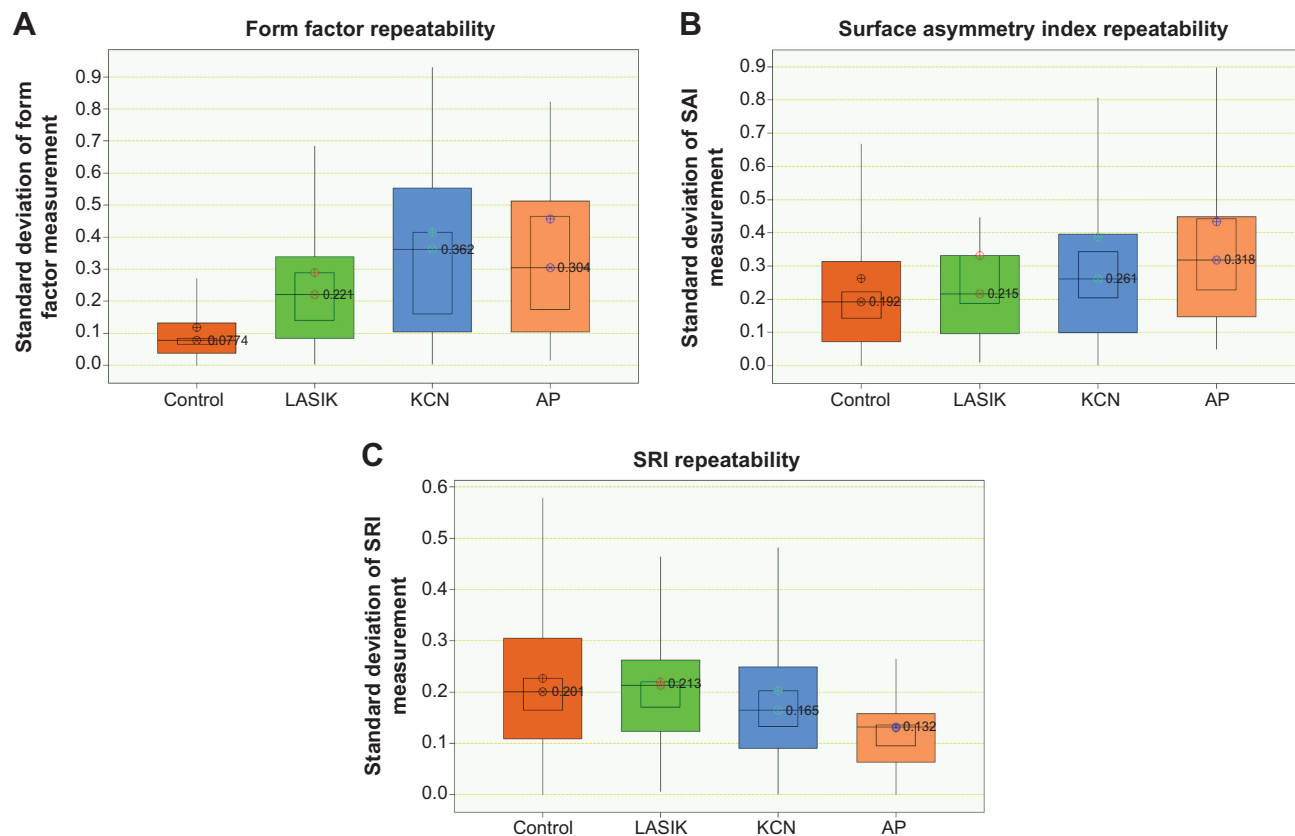 A
Form factor repeatability
Standard deviation of form
factor measurement
0.9
0.8
0.7
0.6
0.5
0.4
0.3
0.2
0.1
0.0
0.0774
0.221
0.362
0.304
Control LASIK KCN AP
B
Surface asymmetry index repeatability
Standard deviation of SAI
measurement
0.9
0.8
0.7
0.6
0.5
0.4
0.3
0.2
0.1
0.0
0.192
0.215
0.261
0.318
Control LASIK KCN AP
C
SRI repeatability
Standard deviation of SRI
measurement
0.6
0.5
0.4
0.3
0.2
0.1
0.0
0.201
0.213
0.165
0.132
Control LASIK KCN AP